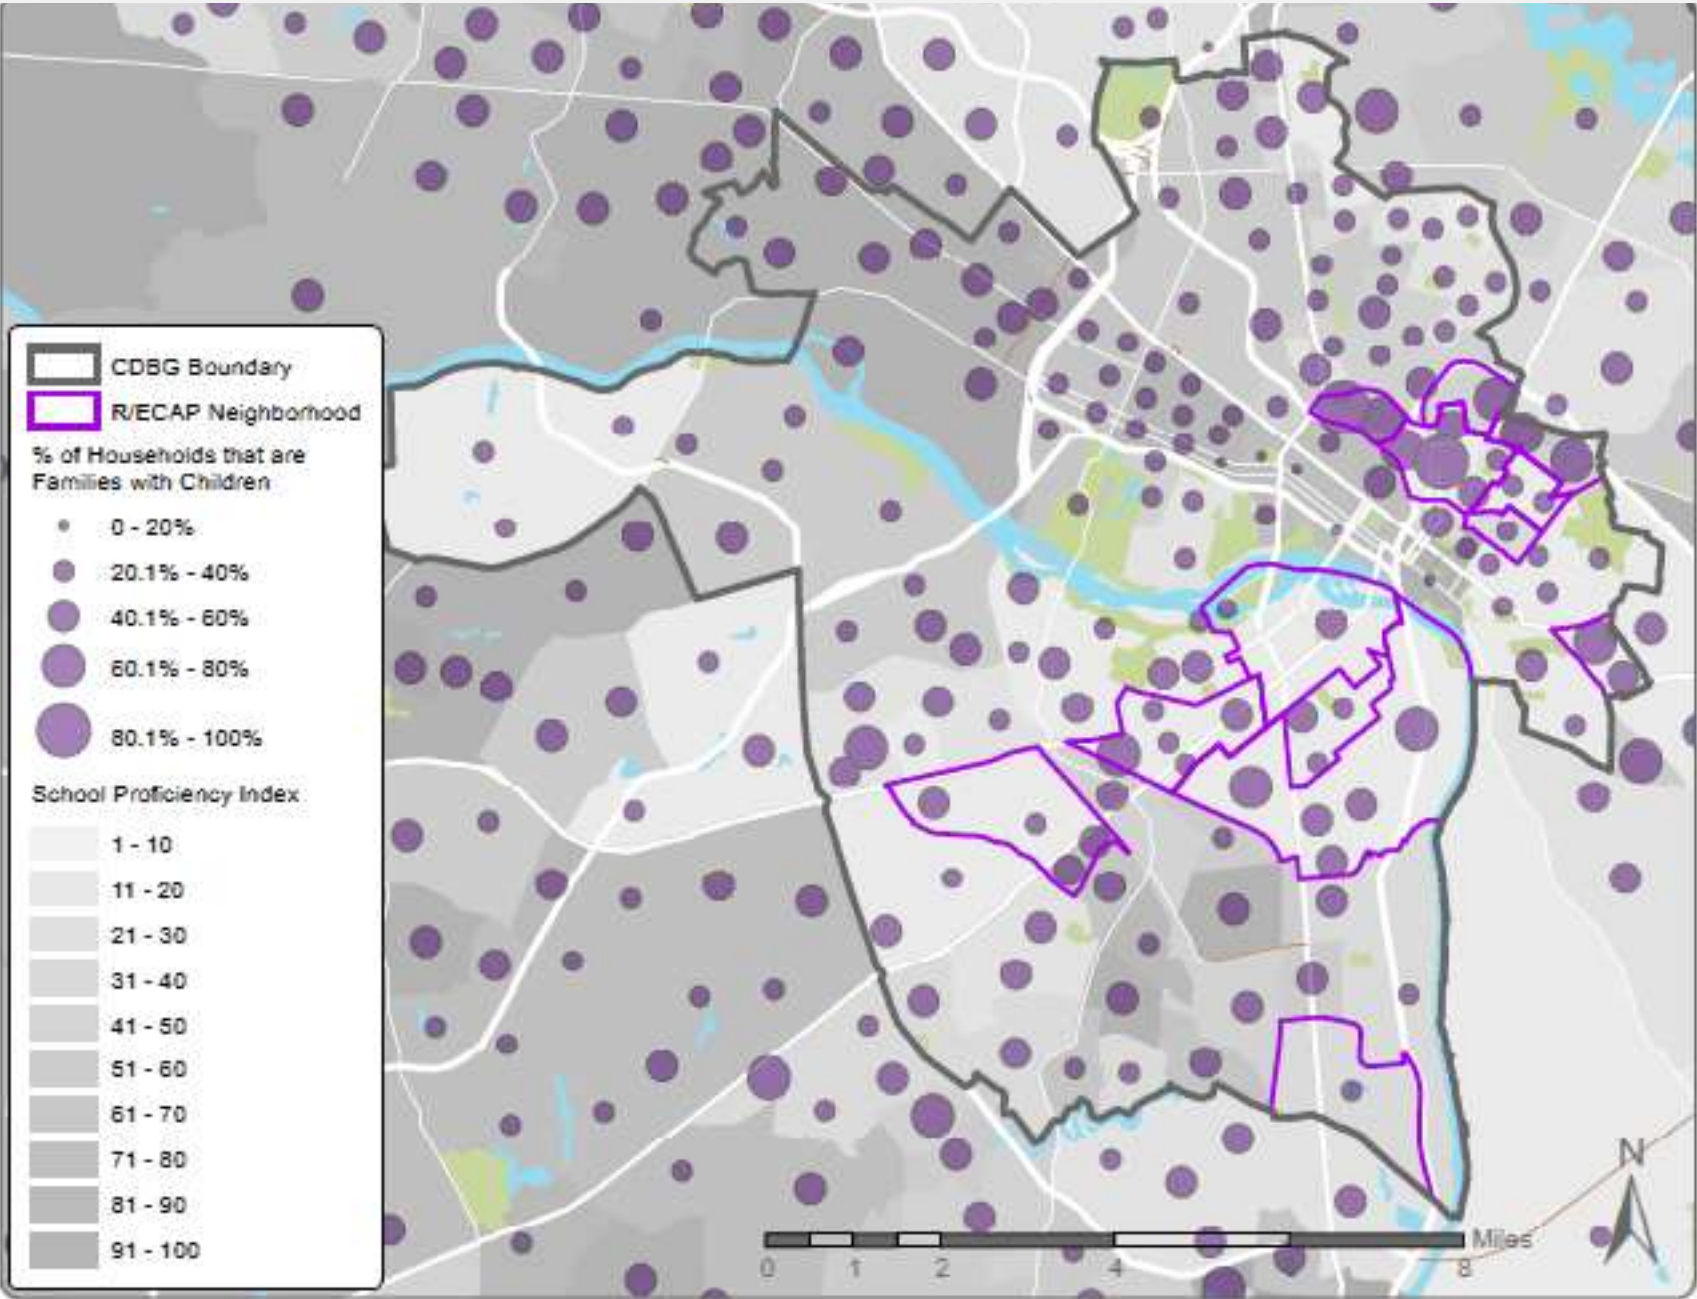 CDBG Boundary
R/ECAP Neighborhood
% of Households that are
Families with Children
0 - 20%
20.1% - 40%
40.1% - 60%
60.1% - 80%
80.1% - 100%
School Proficiency Index
1 - 10
11 - 20
21 - 30
31 - 40
41 - 50
51 - 60
61 - 70
71 - 80
81 - 90
91 - 100
N
Miles
0 1 2 4 8